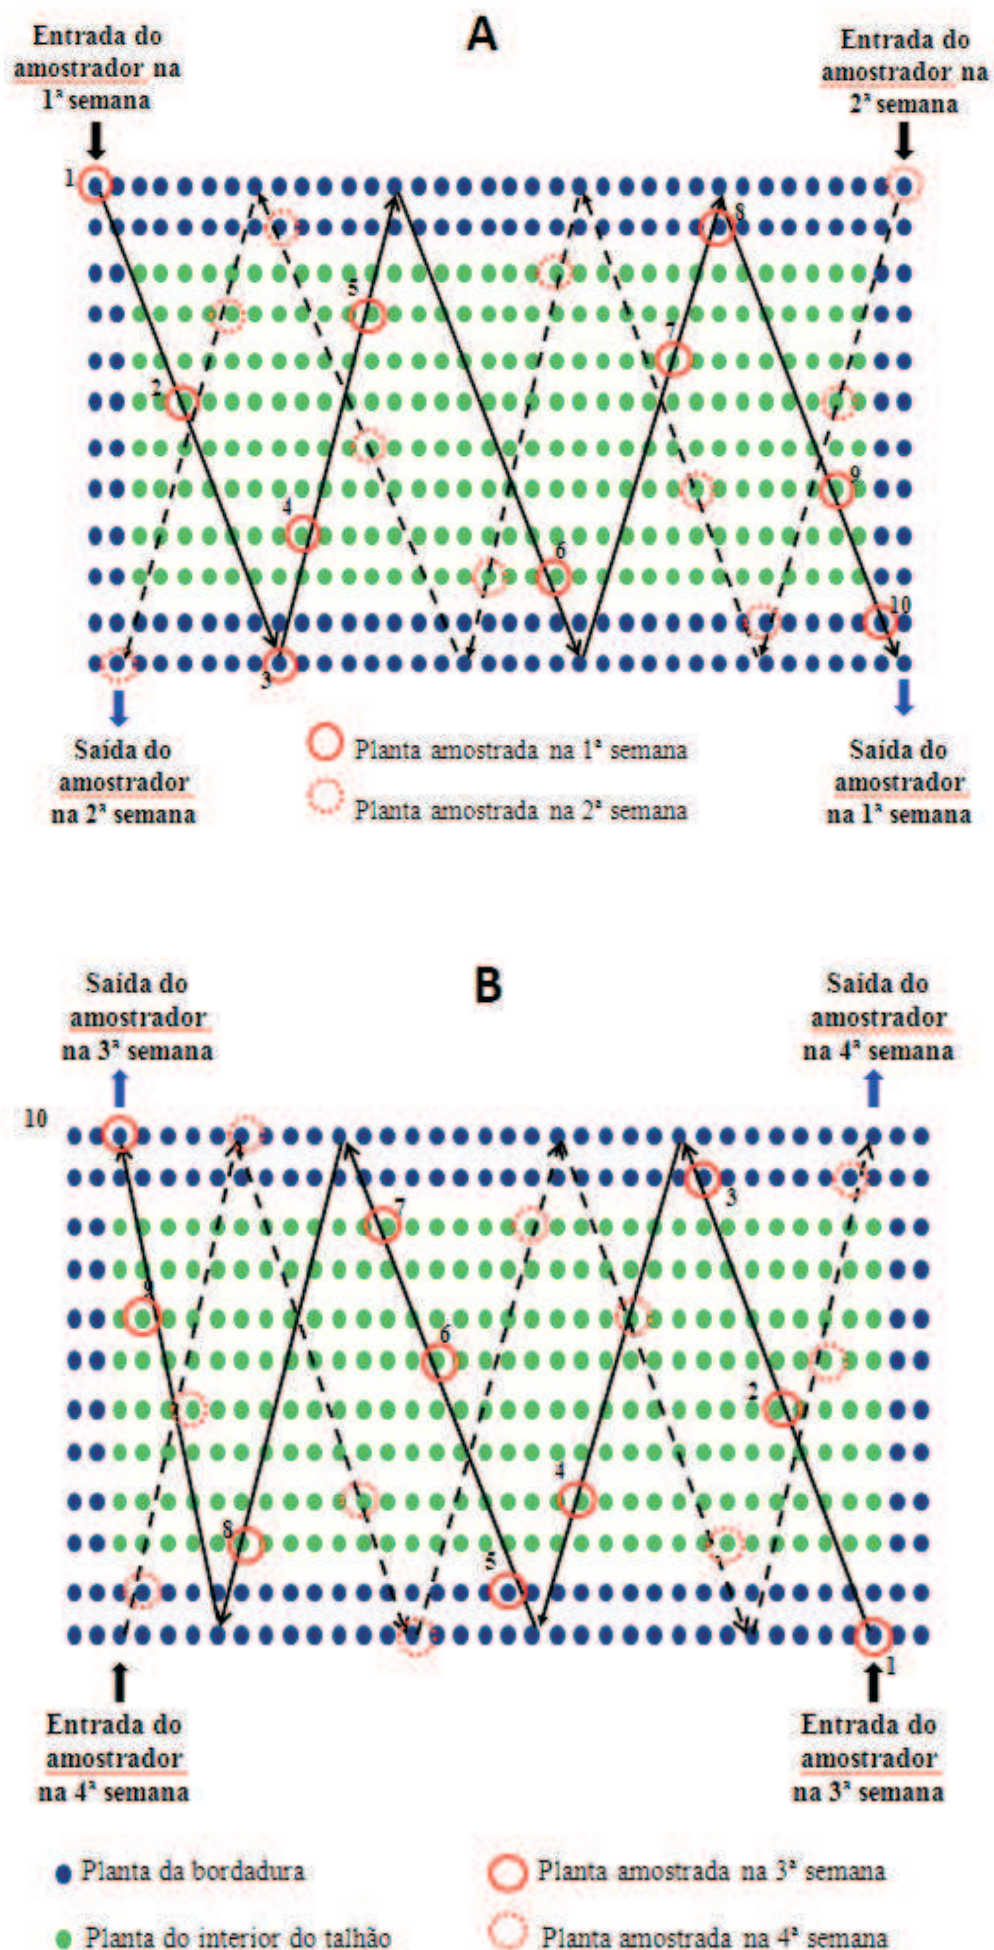 A
Entrada do
amostrador na
1ª semana
Entrada do
amostrador na
2ª semana
1
8
5
7
2
9
4
6
10
3
Saída do
amostrador
na 2ª semana
Planta amostrada na 1ª semana
Planta amostrada na 2ª semana
Saída do
amostrador
na 1ª semana
B
Saída do
amostrador
na 3ª semana
Saída do
amostrador
na 4ª semana
10
3
7
9
6
2
4
8
5
1
Entrada do
amostrador
na 4ª semana
Entrada do
amostrador
na 3ª semana
Planta da bordadura
Planta amostrada na 3ª semana
Planta do interior do talhão
Planta amostrada na 4ª semana